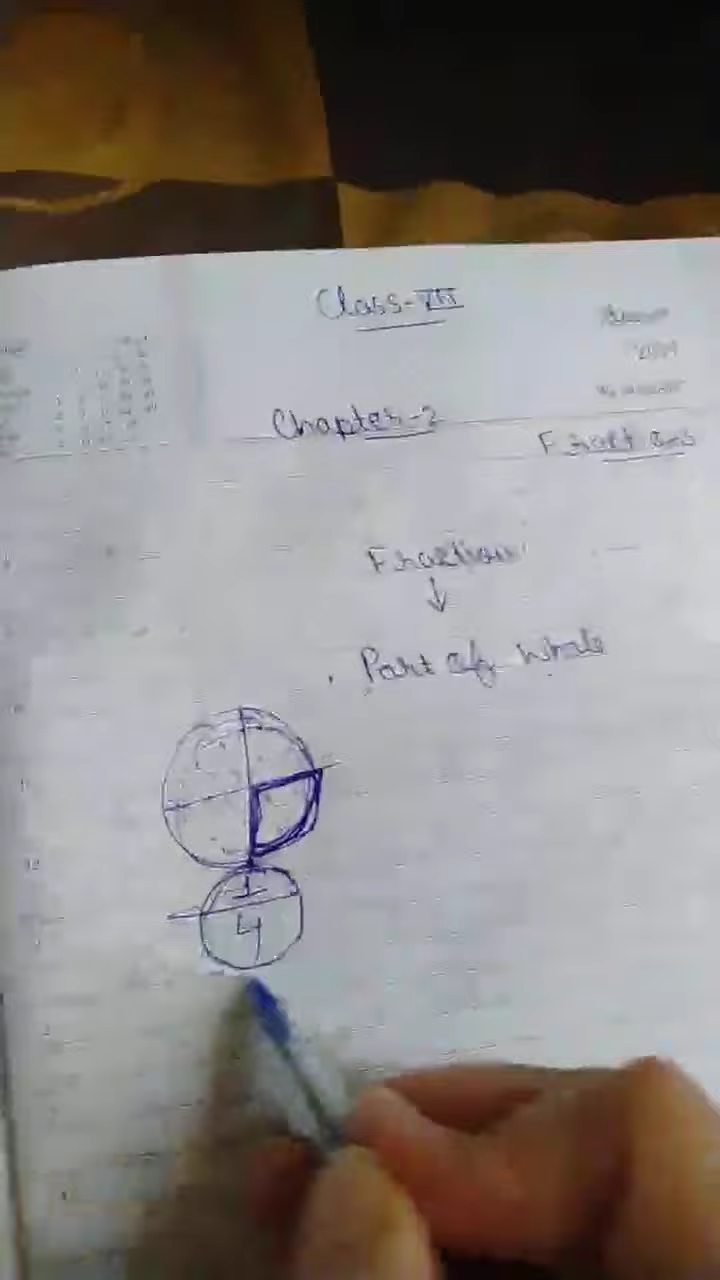 Class-VII
Chapter-2
Fractions
Fraction
↓
Part of whole
1
4